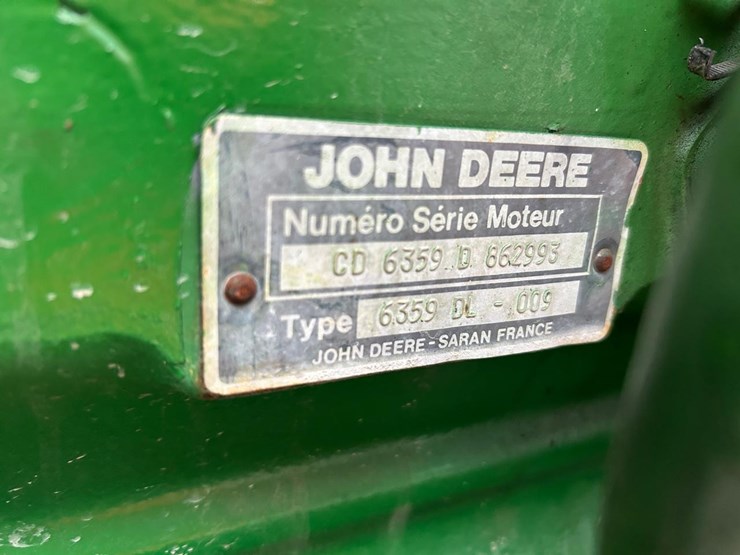 JOHN DEERE
Numéro Série Moteur
CD 6359 D 862993
Type 6359 DL - 009
JOHN DEERE - SARAN FRANCE